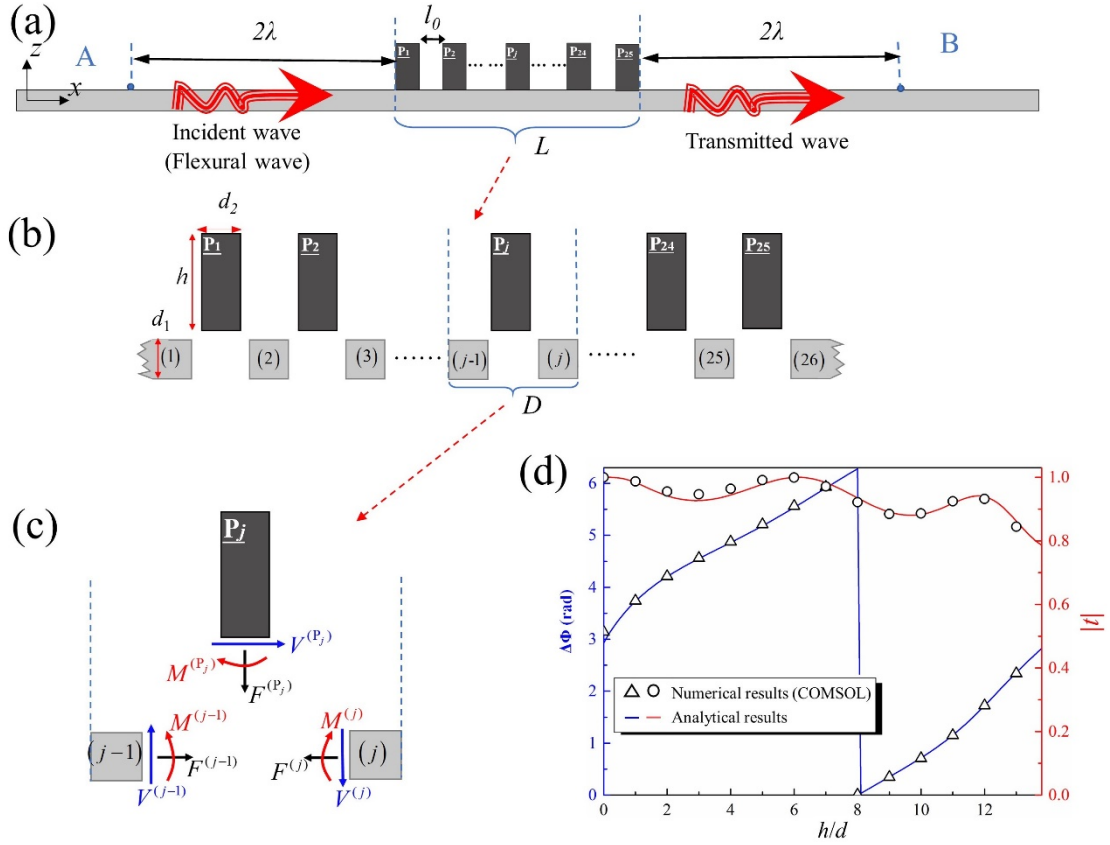 (a)
z
x
A
2λ
l₀
P₁ P₂ ...... Pⱼ ...... P₂₄ P₂₅
2λ
B
Incident wave
(Flexural wave)
L
Transmitted wave
(b)
d₂
h
d₁
P₁ P₂ Pⱼ P₂₄ P₂₅
(1) (2) (3) ...... (j-1) (j) ...... (25) (26)
D
(c)
Pⱼ
V^(Pⱼ)
M^(Pⱼ)
F^(Pⱼ)
M^(j−1)
M^(j)
(j−1)
F^(j−1)
F^(j)
(j)
V^(j−1)
V^(j)
(d)
ΔΦ (rad)
6
5
4
3
2
1
0
1.0
0.8
0.6
0.4
0.2
0.0
|t|
Numerical results (COMSOL)
Analytical results
0 2 4 6 8 10 12
h/d